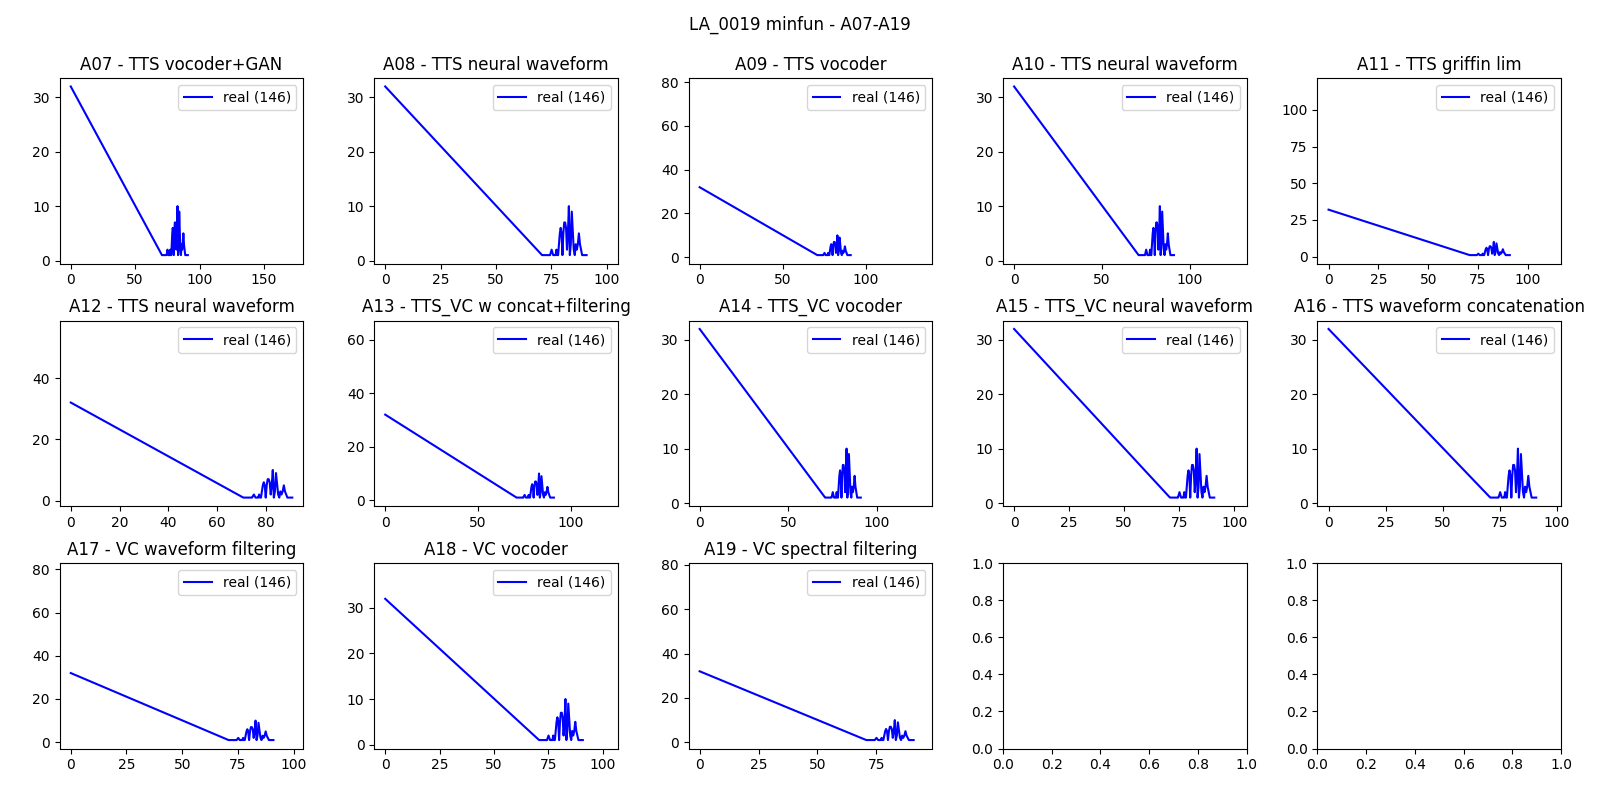 LA_0019 minfun - A07-A19
A07 - TTS vocoder+GAN
A08 - TTS neural waveform
A09 - TTS vocoder
A10 - TTS neural waveform
A11 - TTS griffin lim
real (146)
real (146)
real (146)
real (146)
real (146)
30
20
10
0
30
20
10
0
80
60
40
20
0
30
20
10
0
100
75
50
25
0
0 50 100 150
0 25 50 75 100
0 50 100
0 50 100
0 25 50 75 100
A12 - TTS neural waveform
A13 - TTS_VC w concat+filtering
A14 - TTS_VC vocoder
A15 - TTS_VC neural waveform
A16 - TTS waveform concatenation
real (146)
real (146)
real (146)
real (146)
real (146)
40
20
0
60
40
20
0
30
20
10
0
30
20
10
0
30
20
10
0
0 20 40 60 80
0 50 100
0 50 100
0 25 50 75 100
0 25 50 75 100
A17 - VC waveform filtering
A18 - VC vocoder
A19 - VC spectral filtering
real (146)
real (146)
real (146)
80
60
40
20
0
30
20
10
0
80
60
40
20
0
1.0
0.8
0.6
0.4
0.2
0.0
1.0
0.8
0.6
0.4
0.2
0.0
0 25 50 75 100
0 25 50 75 100
0 25 50 75
0.0 0.2 0.4 0.6 0.8 1.0
0.0 0.2 0.4 0.6 0.8 1.0